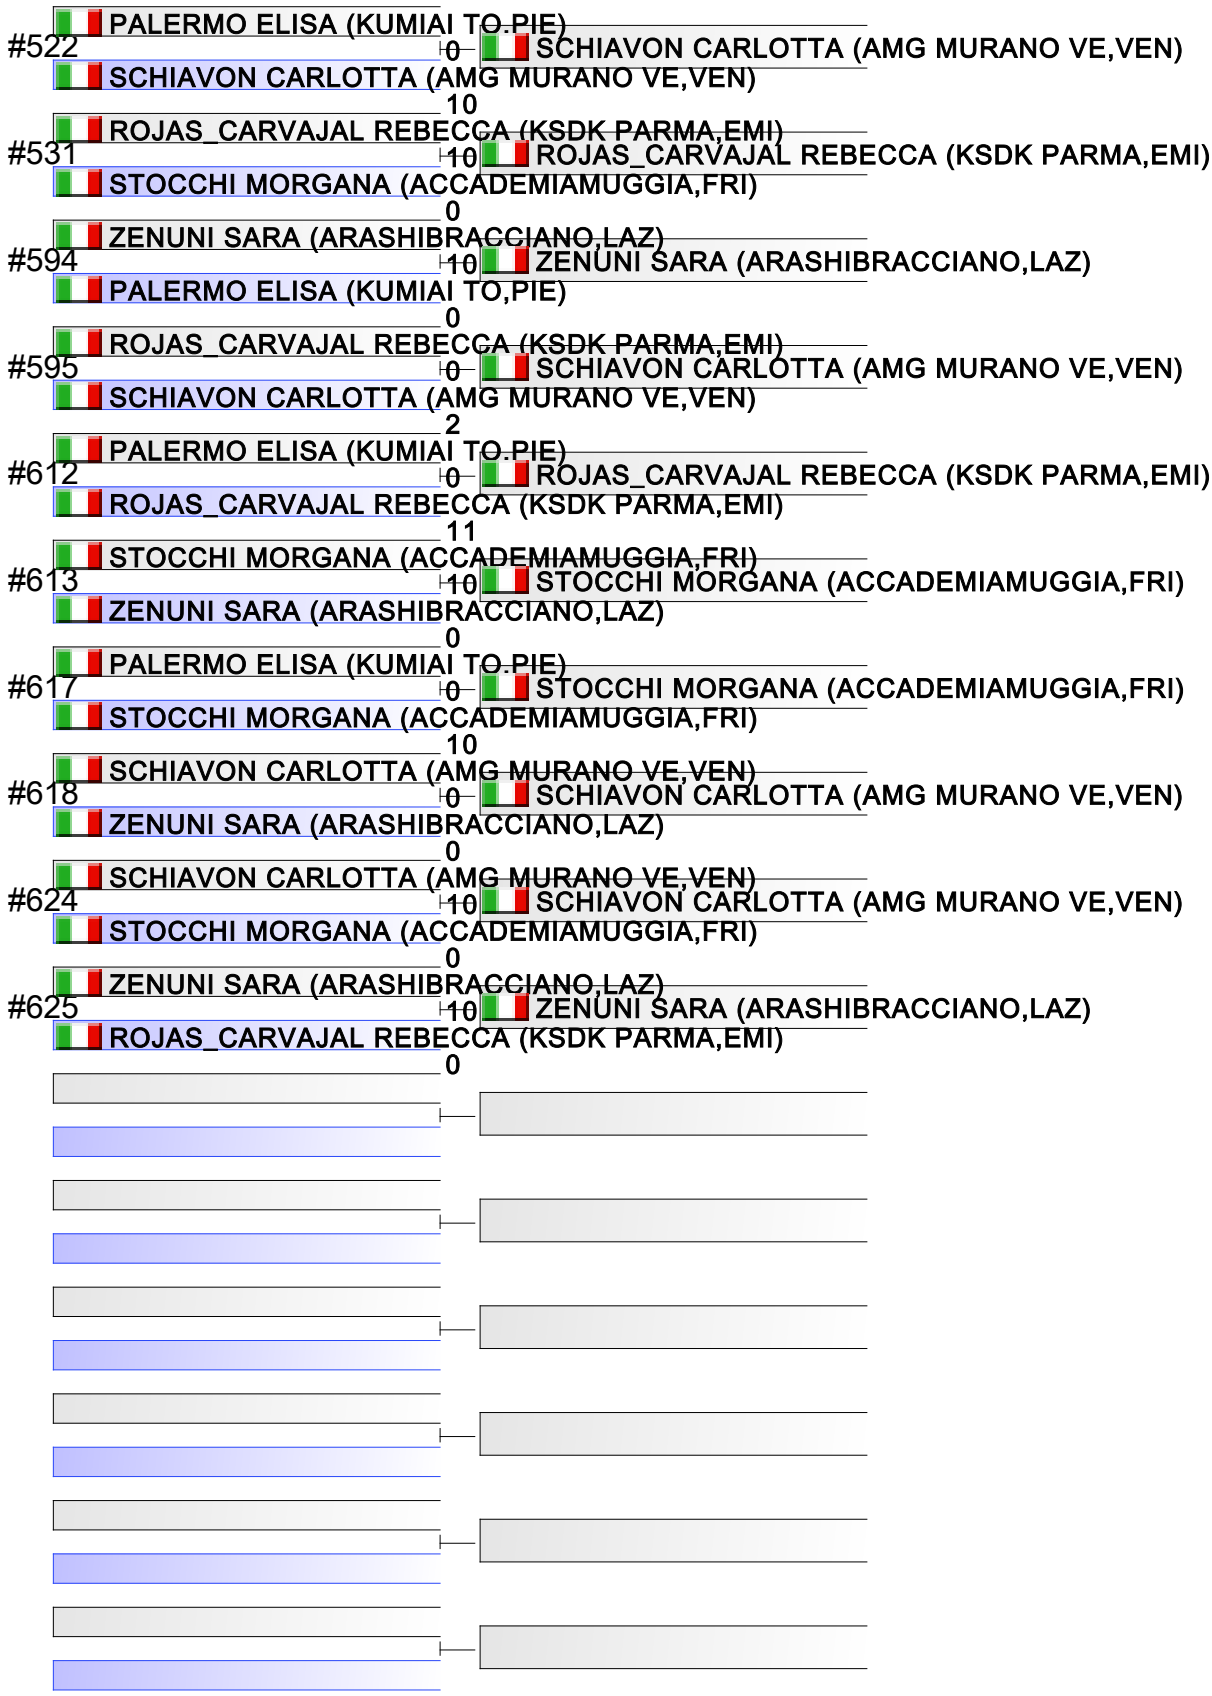 PALERMO ELISA (KUMIAI TO,PIE)
#522
0
SCHIAVON CARLOTTA (AMG MURANO VE,VEN)
SCHIAVON CARLOTTA (AMG MURANO VE,VEN)
10
ROJAS_CARVAJAL REBECCA (KSDK PARMA,EMI)
#531
10
ROJAS_CARVAJAL REBECCA (KSDK PARMA,EMI)
STOCCHI MORGANA (ACCADEMIAMUGGIA,FRI)
0
ZENUNI SARA (ARASHIBRACCIANO,LAZ)
#594
10
ZENUNI SARA (ARASHIBRACCIANO,LAZ)
PALERMO ELISA (KUMIAI TO,PIE)
0
ROJAS_CARVAJAL REBECCA (KSDK PARMA,EMI)
#595
0
SCHIAVON CARLOTTA (AMG MURANO VE,VEN)
SCHIAVON CARLOTTA (AMG MURANO VE,VEN)
2
PALERMO ELISA (KUMIAI TO,PIE)
#612
0
ROJAS_CARVAJAL REBECCA (KSDK PARMA,EMI)
ROJAS_CARVAJAL REBECCA (KSDK PARMA,EMI)
11
STOCCHI MORGANA (ACCADEMIAMUGGIA,FRI)
#613
10
STOCCHI MORGANA (ACCADEMIAMUGGIA,FRI)
ZENUNI SARA (ARASHIBRACCIANO,LAZ)
0
PALERMO ELISA (KUMIAI TO,PIE)
#617
0
STOCCHI MORGANA (ACCADEMIAMUGGIA,FRI)
STOCCHI MORGANA (ACCADEMIAMUGGIA,FRI)
10
SCHIAVON CARLOTTA (AMG MURANO VE,VEN)
#618
0
SCHIAVON CARLOTTA (AMG MURANO VE,VEN)
ZENUNI SARA (ARASHIBRACCIANO,LAZ)
0
SCHIAVON CARLOTTA (AMG MURANO VE,VEN)
#624
10
SCHIAVON CARLOTTA (AMG MURANO VE,VEN)
STOCCHI MORGANA (ACCADEMIAMUGGIA,FRI)
0
ZENUNI SARA (ARASHIBRACCIANO,LAZ)
#625
10
ZENUNI SARA (ARASHIBRACCIANO,LAZ)
ROJAS_CARVAJAL REBECCA (KSDK PARMA,EMI)
0